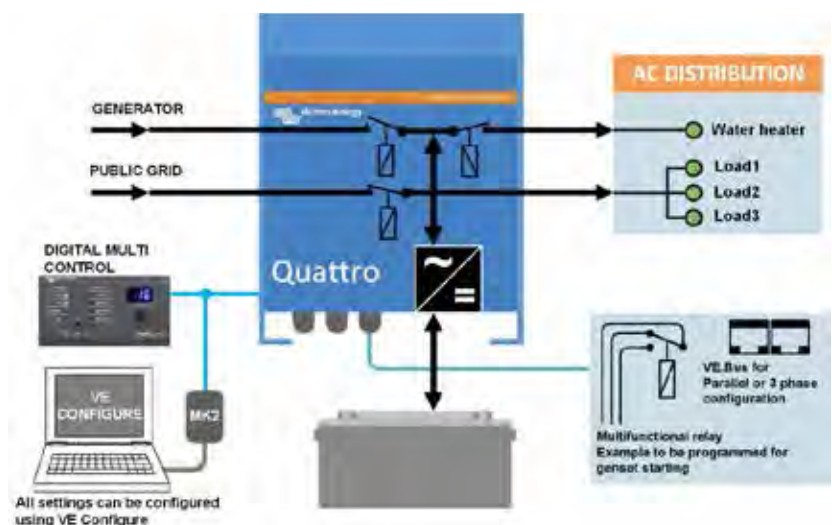 AC DISTRIBUTION
GENERATOR
victron energy
Water heater
PUBLIC GRID
Load1
Load2
Load3
DIGITAL MULTI
CONTROL
Quattro
VE
CONFIGURE
MK2
VE.Bus for
Parallel or 3 phase
configuration
Multifunctional relay
Example to be programmed for
genset starting
All settings can be configured
using VE Configure